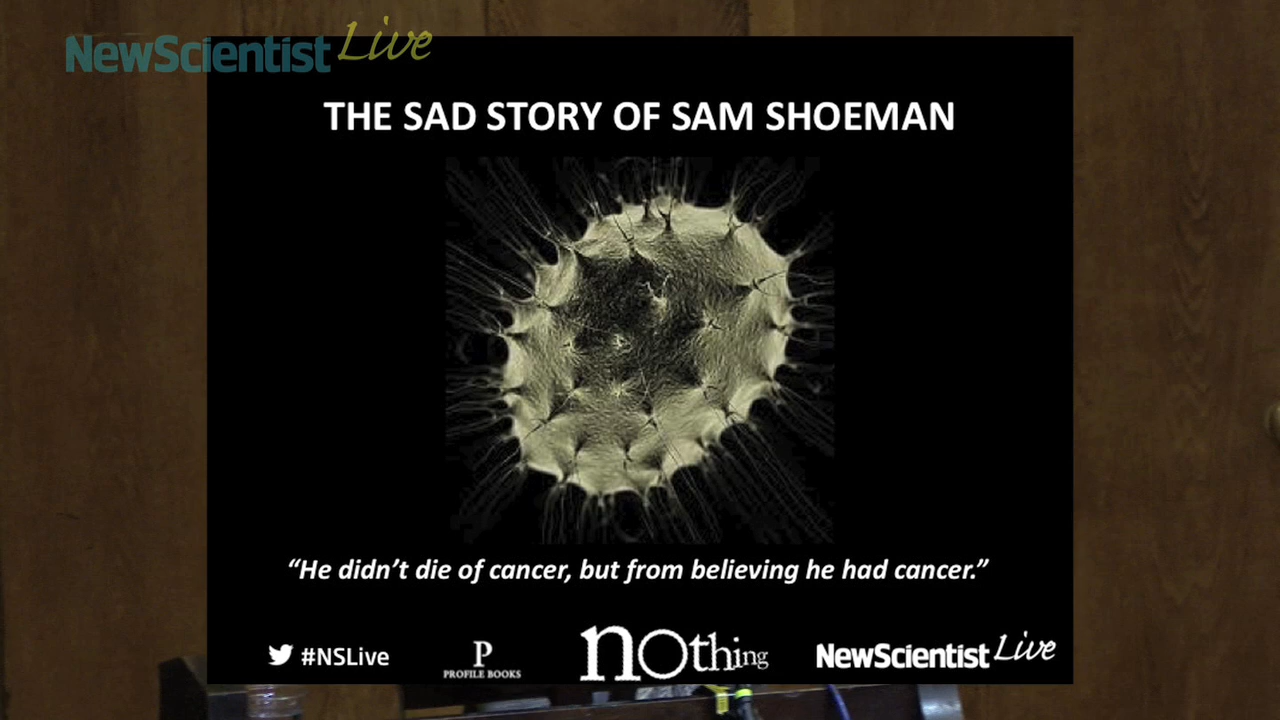 NewScientist Live
THE SAD STORY OF SAM SHOEMAN
“He didn’t die of cancer, but from believing he had cancer.”
#NSLive
P
PROFILE BOOKS
nothing
NewScientist Live